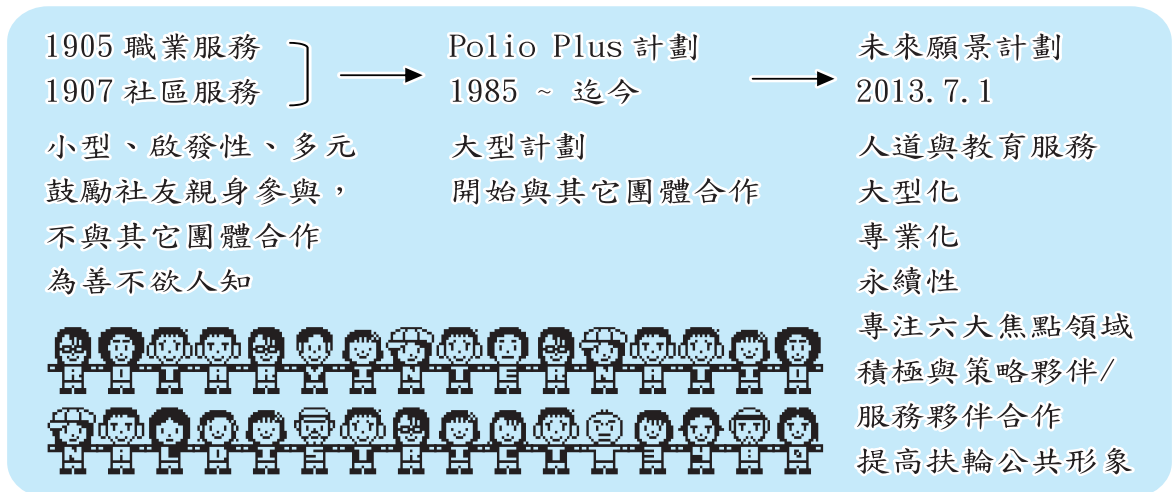 1905 職業服務
1907 社區服務
小型、啟發性、多元
鼓勵社友親身參與，
不與其它團體合作
為善不欲人知
Polio Plus 計劃
1985 ~ 迄今
大型計劃
開始與其它團體合作
未來願景計劃
2013.7.1
人道與教育服務
大型化
專業化
永續性
專注六大焦點領域
積極與策略夥伴/
服務夥伴合作
提高扶輪公共形象